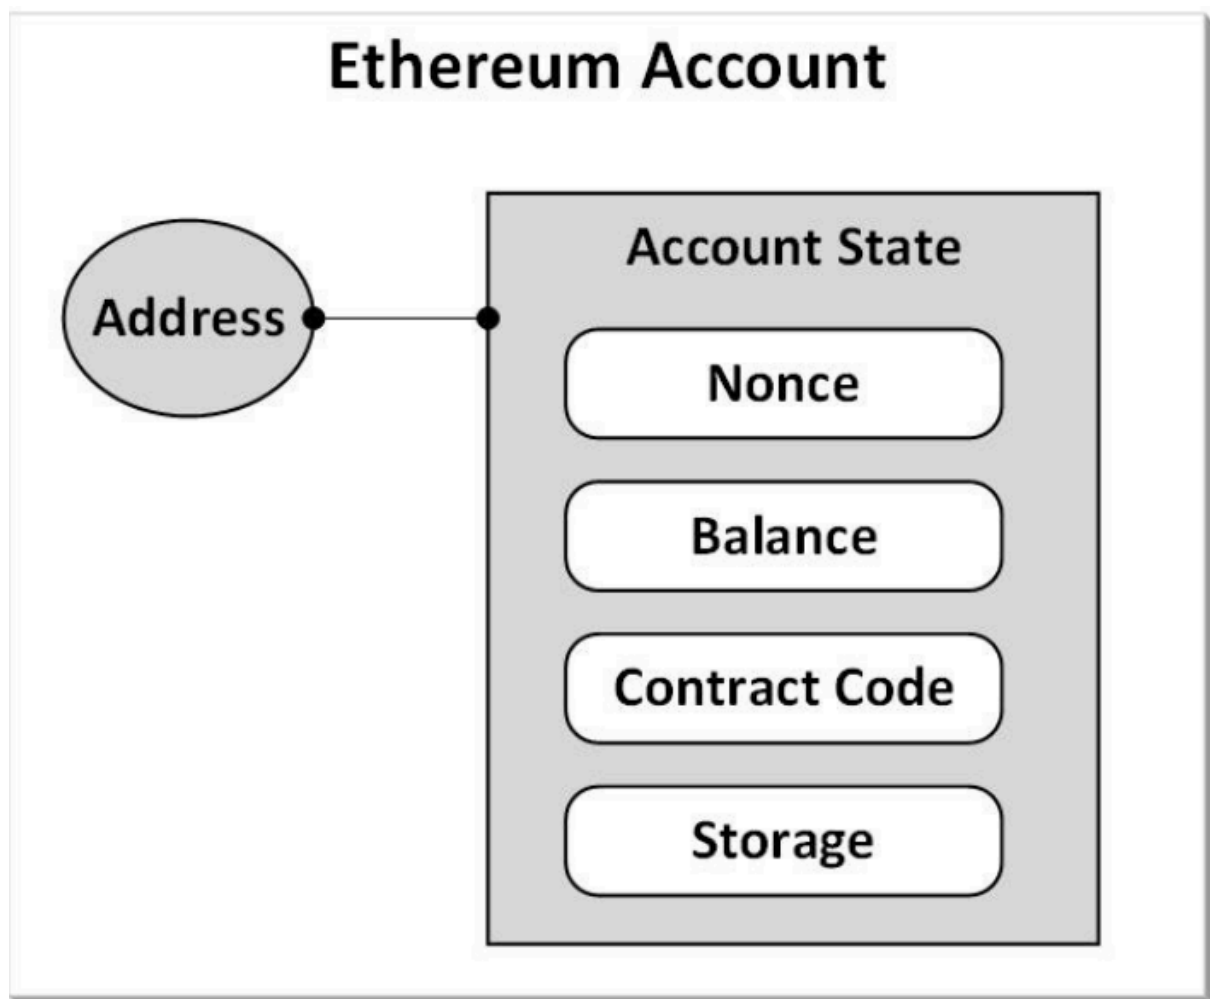 Ethereum Account
Address
Account State
Nonce
Balance
Contract Code
Storage